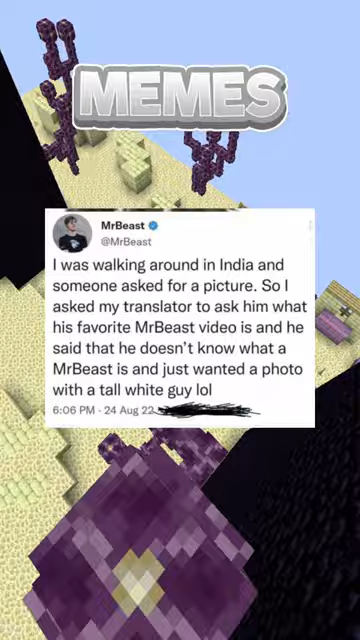 MEMES
MrBeast
@MrBeast
I was walking around in India and
someone asked for a picture. So I
asked my translator to ask him what
his favorite MrBeast video is and he
said that he doesn't know what a
MrBeast is and just wanted a photo
with a tall white guy lol
6:06 PM · 24 Aug 22